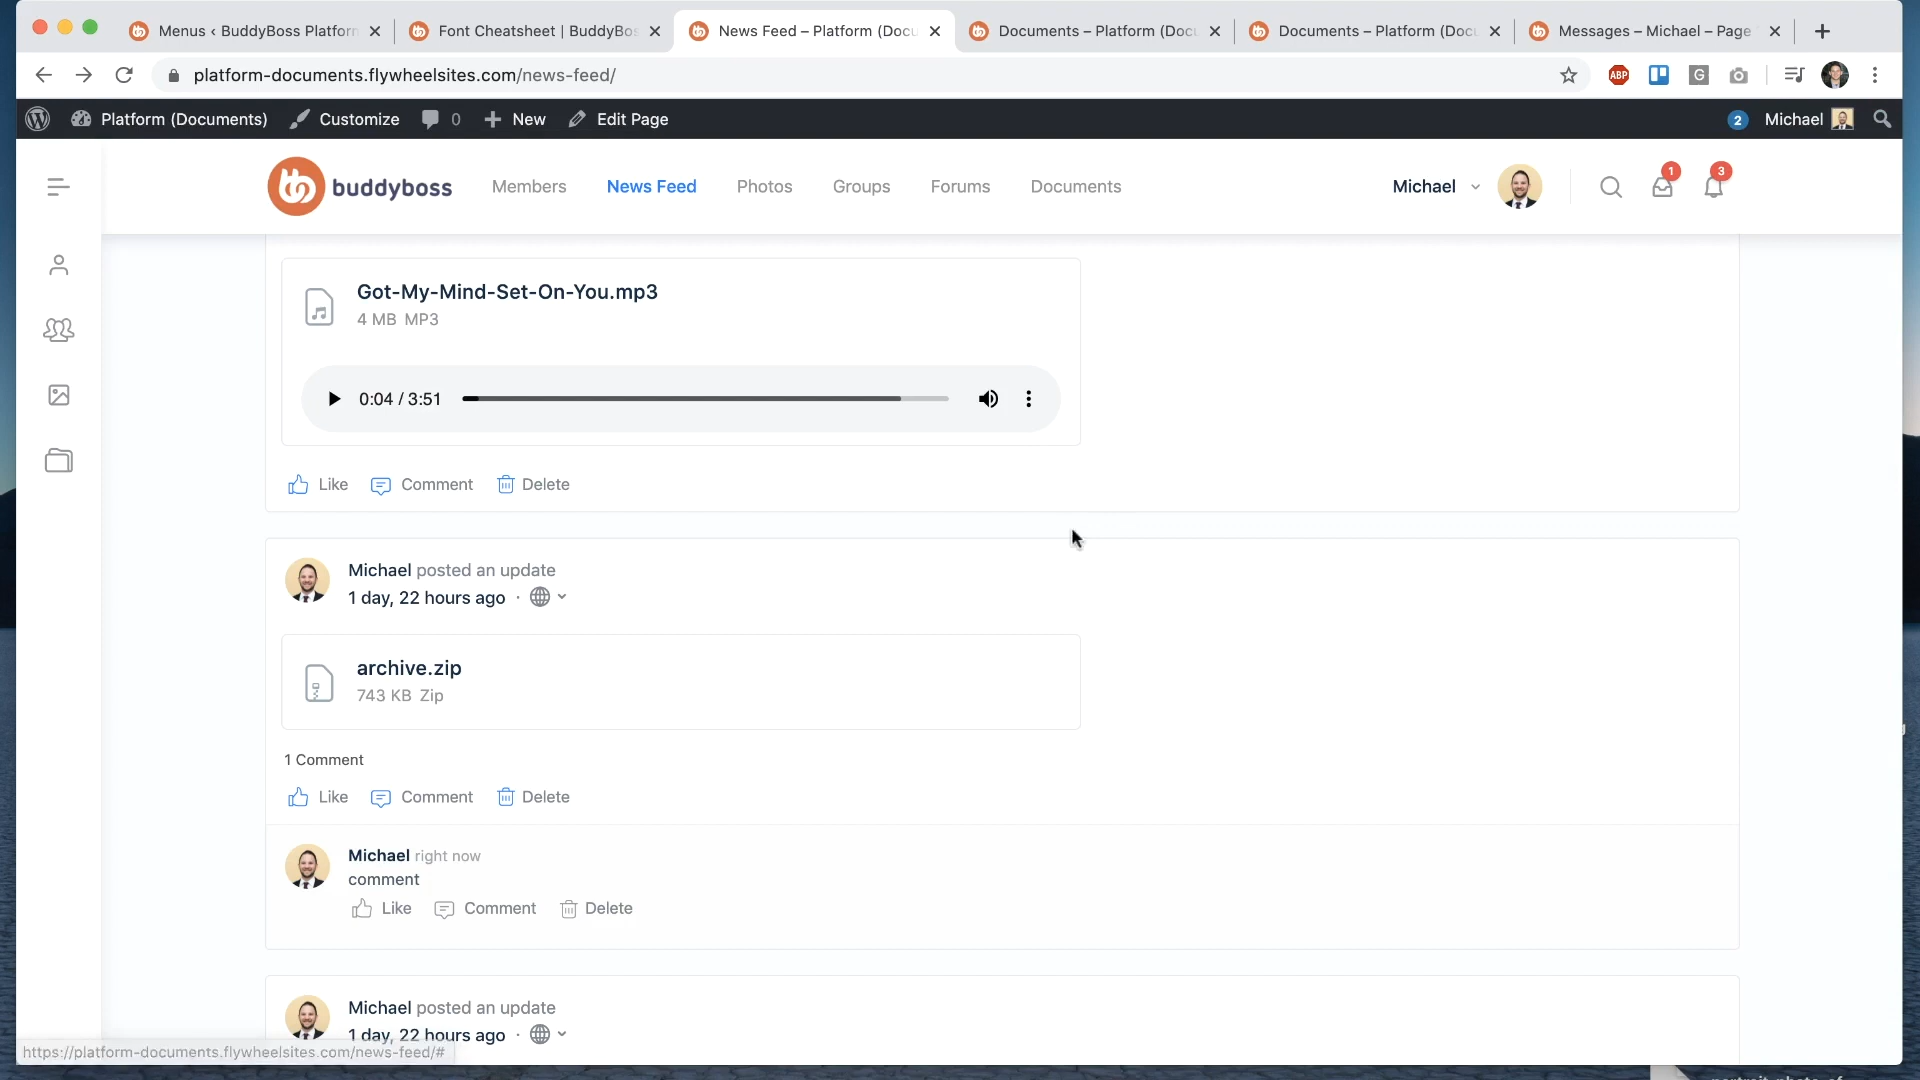 Menus ‹ BuddyBoss Platform
Font Cheatsheet | BuddyBos
News Feed – Platform (Docu
Documents – Platform (Docu
Documents – Platform (Docu
Messages – Michael – Page
platform-documents.flywheelsites.com/news-feed/
ABP
G
Platform (Documents)
Customize
0
New
Edit Page
2
Michael
buddyboss
Members
News Feed
Photos
Groups
Forums
Documents
Michael
1
3
Got-My-Mind-Set-On-You.mp3
4 MB MP3
0:04 / 3:51
Like
Comment
Delete
Michael posted an update
1 day, 22 hours ago ·
archive.zip
743 KB Zip
1 Comment
Like
Comment
Delete
Michael right now
comment
Like
Comment
Delete
Michael posted an update
1 day, 22 hours ago ·
https://platform-documents.flywheelsites.com/news-feed/#